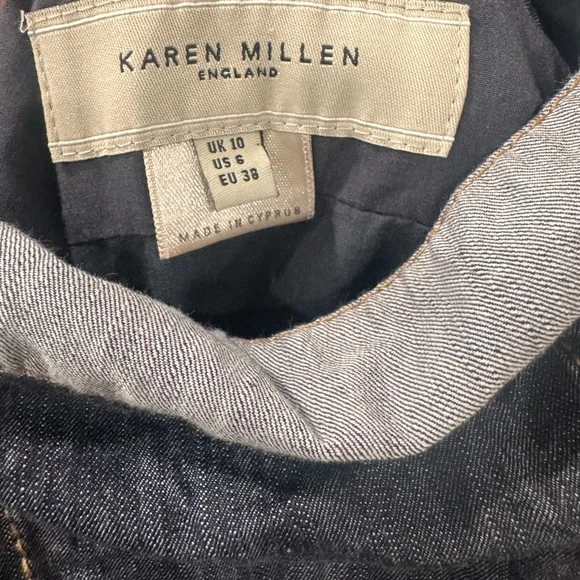 KAREN MILLEN
ENGLAND
UK 10
US 6
EU 38
MADE IN CYPRUS